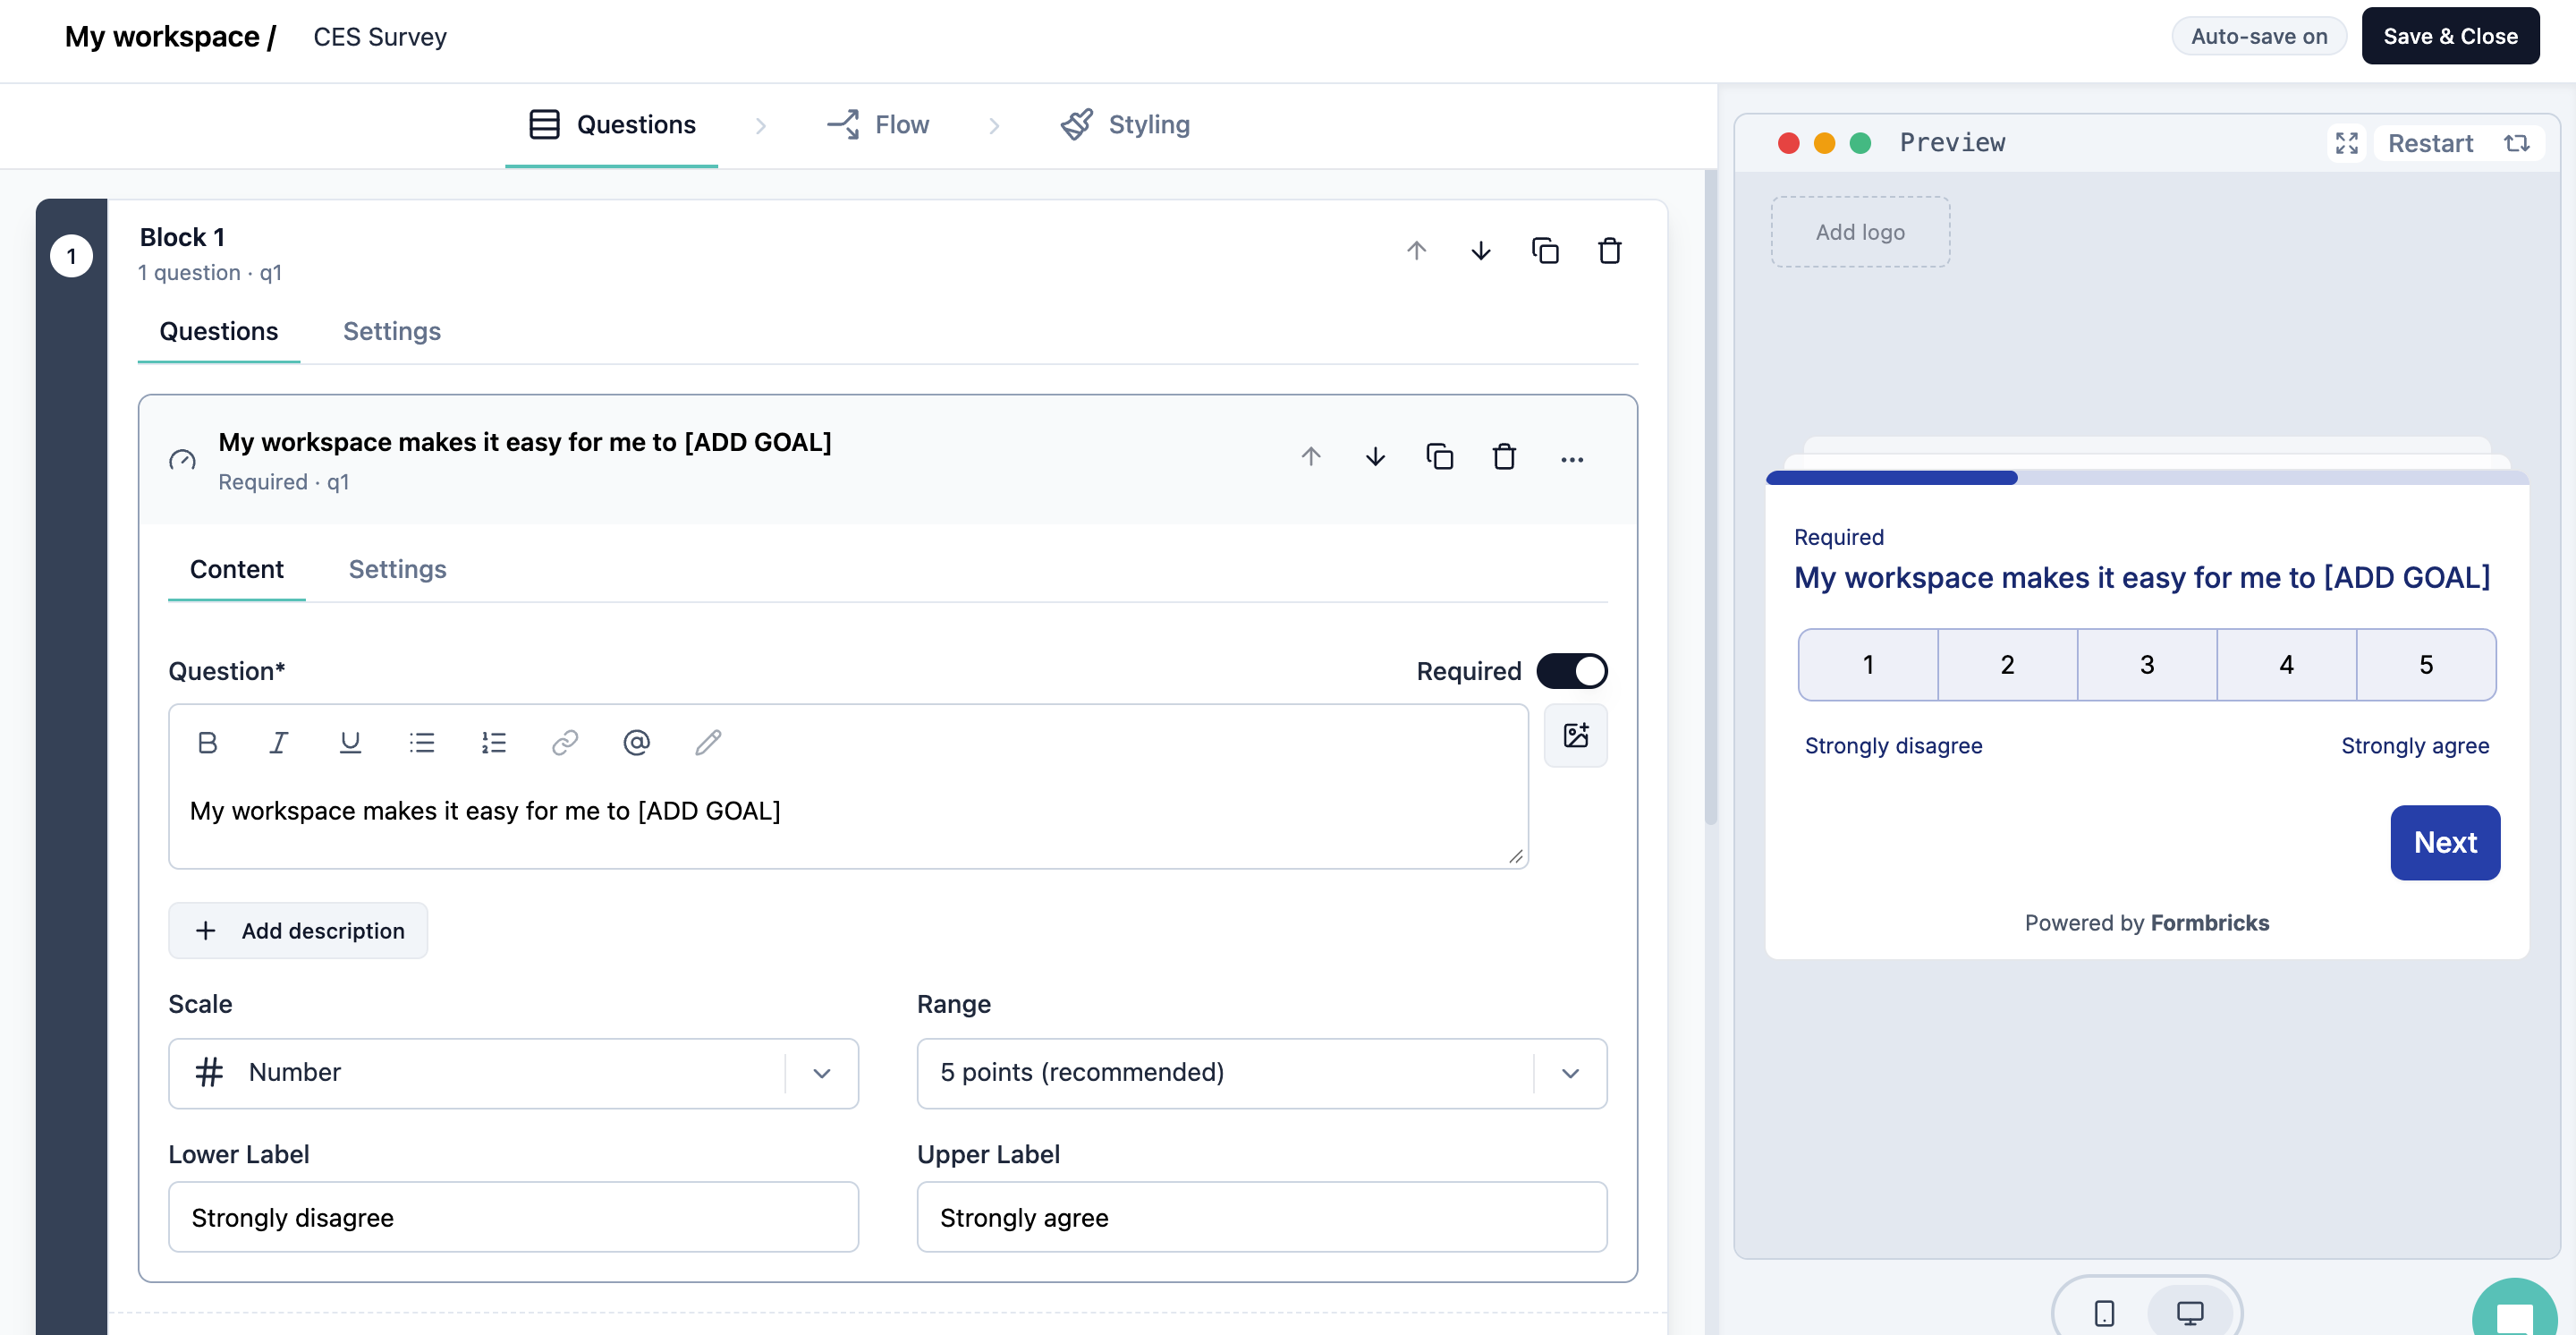 My workspace /
CES Survey
Auto-save on
Save & Close
Questions
Flow
Styling
1
Block 1
1 question · q1
Questions
Settings
My workspace makes it easy for me to [ADD GOAL]
Required · q1
Content
Settings
Question*
Required
My workspace makes it easy for me to [ADD GOAL]
Add description
Scale
Range
Number
5 points (recommended)
Lower Label
Upper Label
Strongly disagree
Strongly agree
Preview
Restart
Add logo
Required
My workspace makes it easy for me to [ADD GOAL]
1 2 3 4 5
Strongly disagree
Strongly agree
Next
Powered by Formbricks